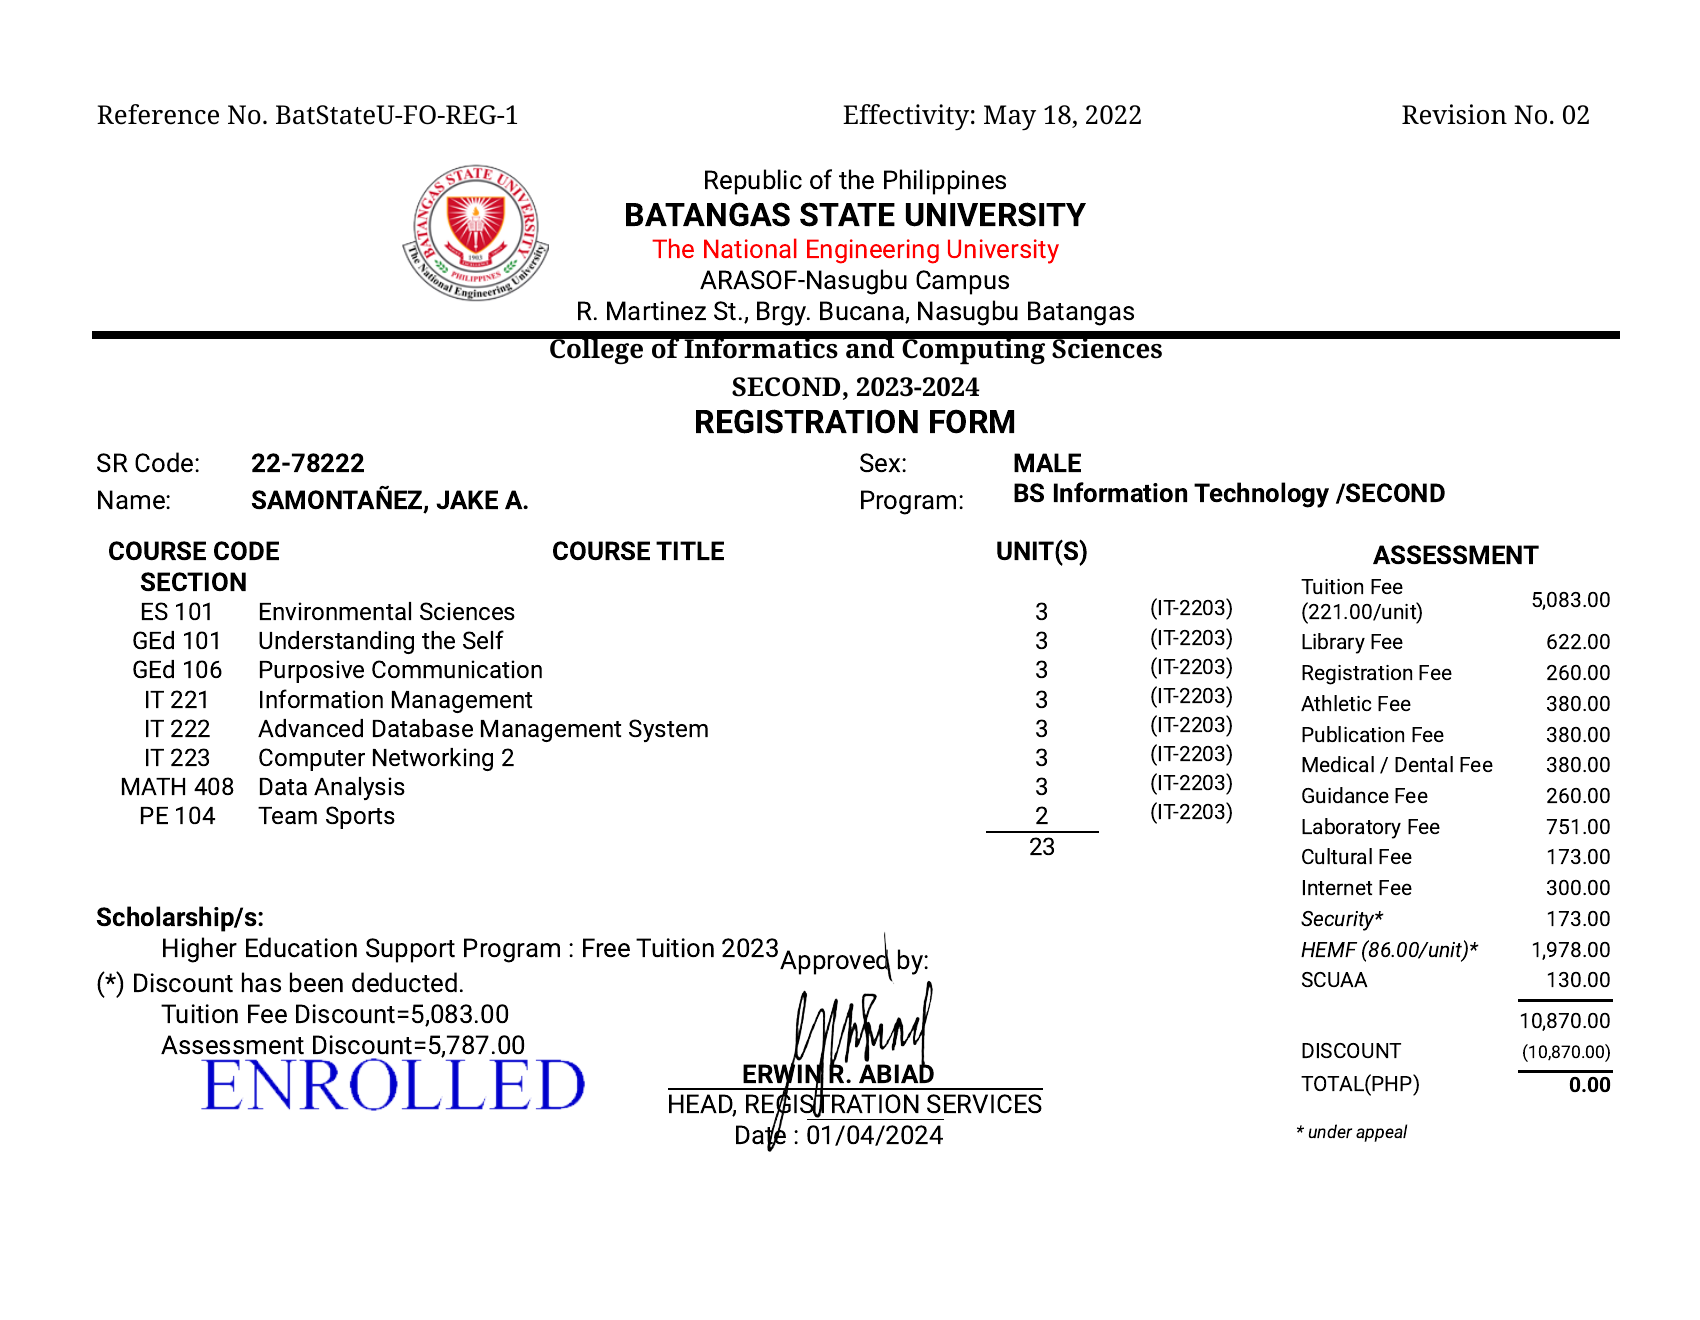 Reference No. BatStateU-FO-REG-1 Effectivity: May 18, 2022 Revision No. 02
BATANGAS STATE UNIVERSITY
The National Engineering University
PHILIPPINES
1903
Republic of the Philippines
BATANGAS STATE UNIVERSITY
The National Engineering University
ARASOF-Nasugbu Campus
R. Martinez St., Brgy. Bucana, Nasugbu Batangas
College of Informatics and Computing Sciences
SECOND, 2023-2024
REGISTRATION FORM
SR Code: 22-78222 Sex: MALE
Name: SAMONTAÑEZ, JAKE A. Program: BS Information Technology /SECOND
COURSE CODE COURSE TITLE UNIT(S)
SECTION
ES 101 Environmental Sciences 3 (IT-2203)
GEd 101 Understanding the Self 3 (IT-2203)
GEd 106 Purposive Communication 3 (IT-2203)
IT 221 Information Management 3 (IT-2203)
IT 222 Advanced Database Management System 3 (IT-2203)
IT 223 Computer Networking 2 3 (IT-2203)
MATH 408 Data Analysis 3 (IT-2203)
PE 104 Team Sports 2 (IT-2203)
23
ASSESSMENT
Tuition Fee
(221.00/unit) 5,083.00
Library Fee 622.00
Registration Fee 260.00
Athletic Fee 380.00
Publication Fee 380.00
Medical / Dental Fee 380.00
Guidance Fee 260.00
Laboratory Fee 751.00
Cultural Fee 173.00
Internet Fee 300.00
Security* 173.00
HEMF (86.00/unit)* 1,978.00
SCUAA 130.00
10,870.00
DISCOUNT (10,870.00)
TOTAL(PHP) 0.00
* under appeal
Scholarship/s:
Higher Education Support Program : Free Tuition 2023
(*) Discount has been deducted.
Tuition Fee Discount=5,083.00
Assessment Discount=5,787.00
ENROLLED
Approved by:
ERWIN R. ABIAD
HEAD, REGISTRATION SERVICES
Date : 01/04/2024